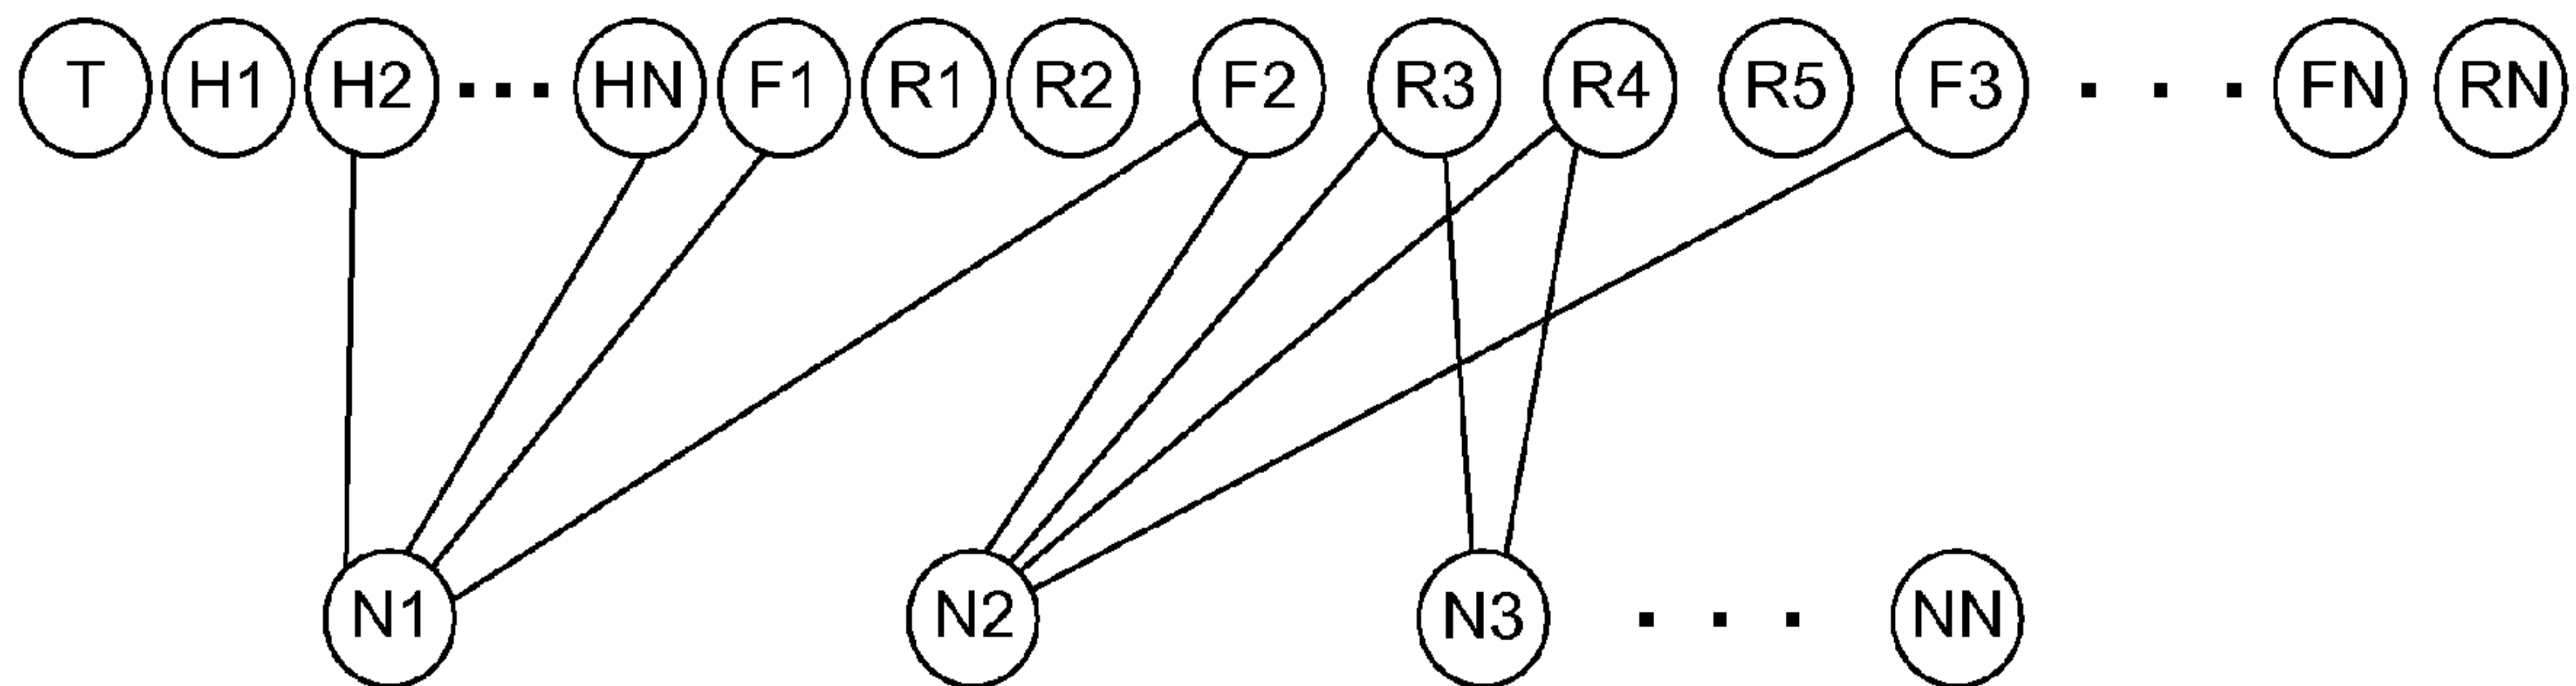 T H1 H2 ... HN F1 R1 R2 F2 R3 R4 R5 F3 . . . FN RN
N1 N2 N3 . . . NN